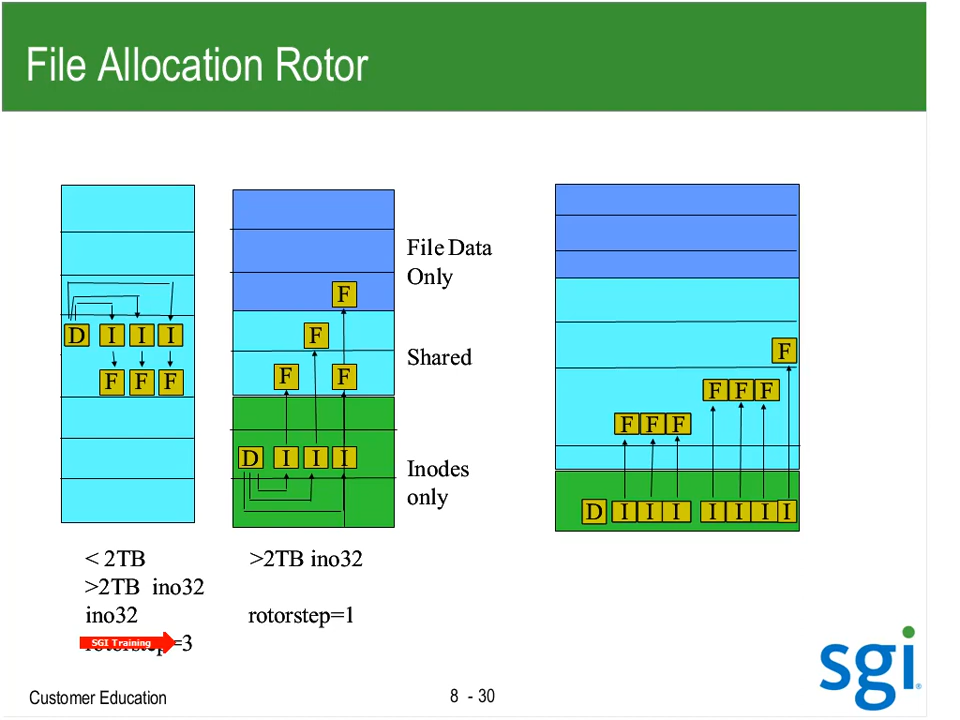 File Allocation Rotor
File Data
Only
Shared
Inodes
only
D I I I
F F F
F
F
F F
D I I I
F
F F F
F F F
D I I I I I I I
< 2TB
>2TB ino32
ino32
rotorstep=3
>2TB ino32
rotorstep=1
SGI Training
Customer Education
8 - 30
sgi